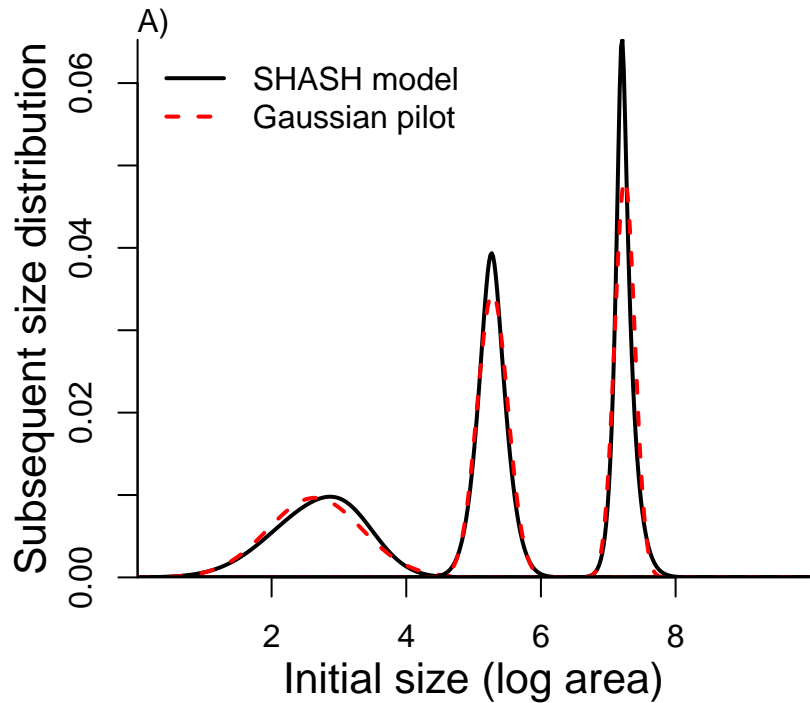 A)
SHASH model
Gaussian pilot
Subsequent size distribution
0.06
0.04
0.02
0.00
2 4 6 8
Initial size (log area)